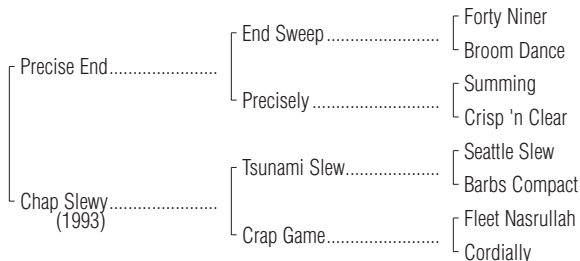 Precise End
End Sweep
Forty Niner
Broom Dance
Precisely
Summing
Crisp 'n Clear
Chap Slewy
(1993)
Tsunami Slew
Seattle Slew
Barbs Compact
Crap Game
Fleet Nasrullah
Cordially